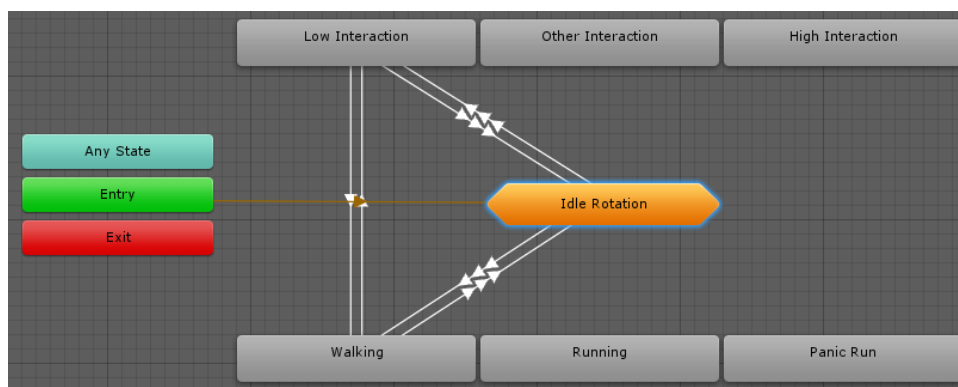 Low Interaction
Other Interaction
High Interaction
Any State
Entry
Exit
Idle Rotation
Walking
Running
Panic Run